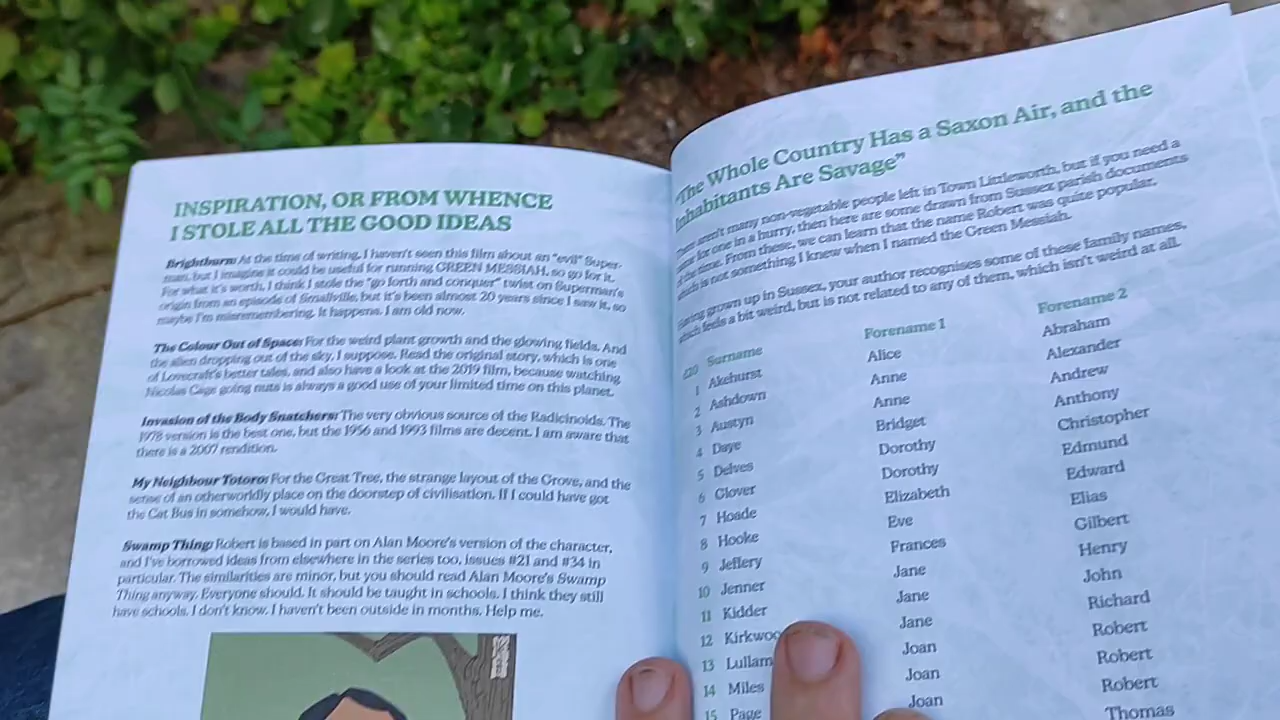 INSPIRATION, OR FROM WHENCE
I STOLE ALL THE GOOD IDEAS
Brightburn: At the time of writing, I haven't seen this film about an "evil" Super-
man, but I imagine it could be useful for running GREEN MESSIAH, so go for it.
For what it's worth, I think I stole the "go forth and conquer" twist on Superman's
origin from an episode of Smallville, but it's been almost 20 years since I saw it, so
maybe I'm misremembering. It happens. I am old now.
The Colour Out of Space: For the weird plant growth and the glowing fields. And
the alien dropping out of the sky, I suppose. Read the original story, which is one
of Lovecraft's better tales, and also have a look at the 2019 film, because watching
Nicolas Cage going nuts is always a good use of your limited time on this planet.
Invasion of the Body Snatchers: The very obvious source of the Radicinoids. The
1978 version is the best one, but the 1956 and 1993 films are decent. I am aware that
there is a 2007 rendition.
My Neighbour Totoro: For the Great Tree, the strange layout of the Grove, and the
sense of an otherworldly place on the doorstep of civilisation. If I could have got
the Cat Bus in somehow, I would have.
Swamp Thing: Robert is based in part on Alan Moore's version of the character,
and I've borrowed ideas from elsewhere in the series too, issues #21 and #34 in
particular. The similarities are minor, but you should read Alan Moore's Swamp
Thing anyway. Everyone should. It should be taught in schools. I think they still
have schools. I don't know. I haven't been outside in months. Help me.
"The Whole Country Has a Saxon Air, and the
Inhabitants Are Savage"
There aren't many non-vegetable people left in Town Littleworth, but if you need a
name for one in a hurry, then here are some drawn from Sussex parish documents
of the time. From these, we can learn that the name Robert was quite popular,
which is not something I knew when I named the Green Messiah.
Having grown up in Sussex, your author recognises some of these family names,
which feels a bit weird, but is not related to any of them, which isn't weird at all.
d20 Surname Forename 1 Forename 2
1 Akehurst Alice Abraham
2 Ashdown Anne Alexander
3 Austyn Anne Andrew
4 Daye Bridget Anthony
5 Delves Dorothy Christopher
6 Glover Dorothy Edmund
7 Hoade Elizabeth Edward
8 Hooke Eve Elias
9 Jeffery Frances Gilbert
10 Jenner Jane Henry
11 Kidder Jane John
12 Kirkwoo Jane Richard
13 Lullam Joan Robert
14 Miles Joan Robert
15 Page Joan Robert
Thomas